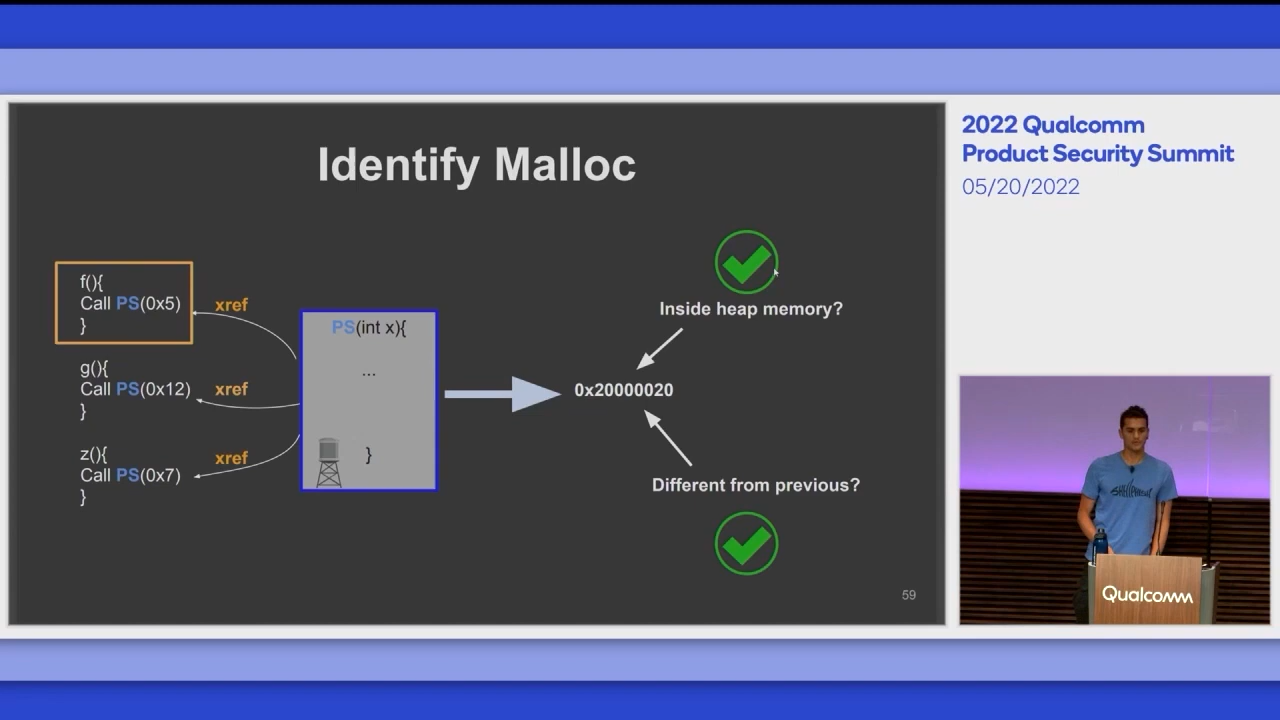 Identify Malloc
f(){
Call PS(0x5)
}
xref
g(){
Call PS(0x12)
}
xref
z(){
Call PS(0x7)
}
xref
PS(int x){
...
}
Inside heap memory?
0x20000020
Different from previous?
59
2022 Qualcomm
Product Security Summit
05/20/2022
Qualcomm